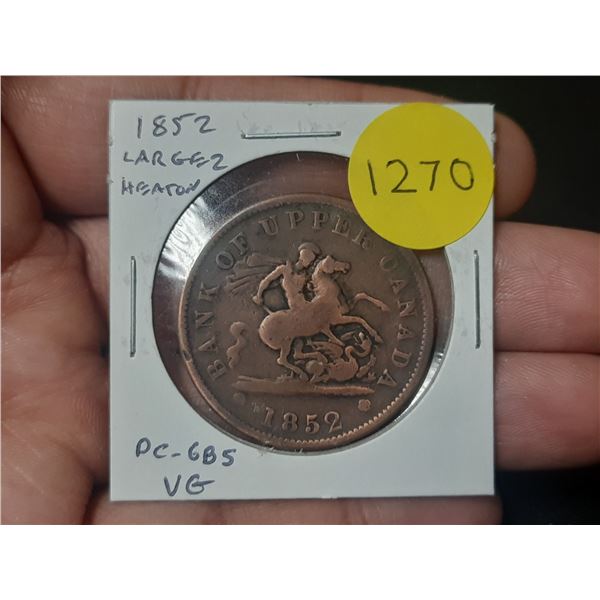 1852
LARGE 2
HEATON
1270
BANK OF UPPER CANADA
1852
PC-6B5
VG